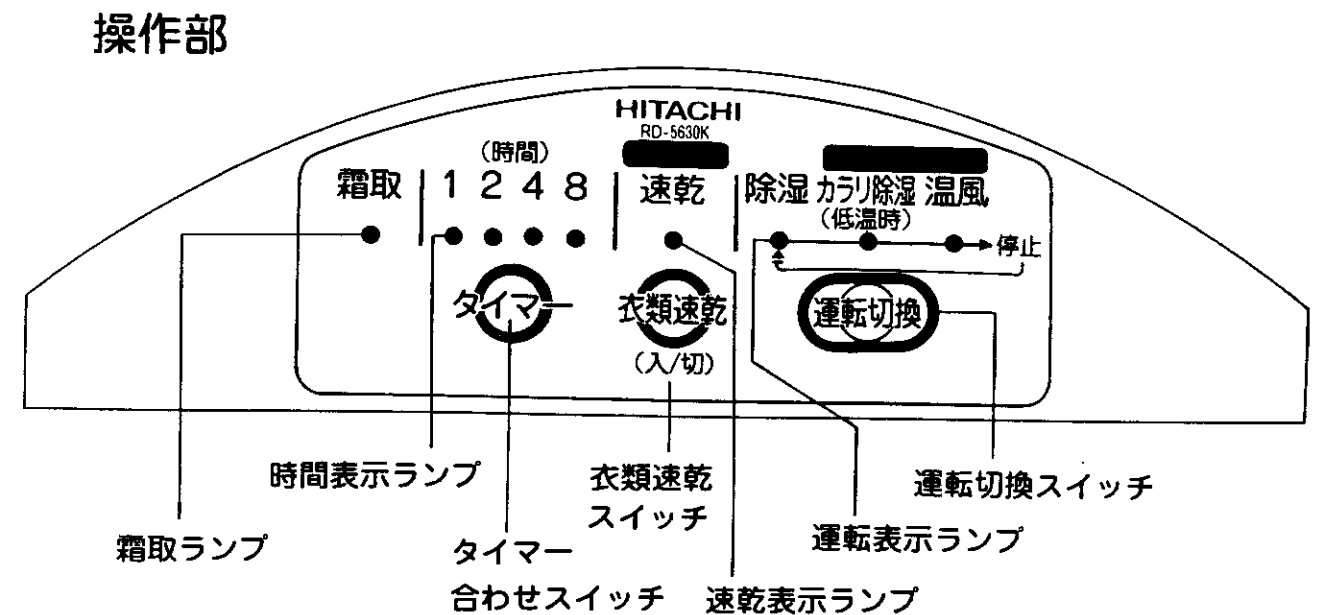 操作部
HITACHI
RD-5630K
(時間)
霜取 1 2 4 8 速乾 除湿 カラリ除湿 温風
(低温時)
停止
タイマー 衣類速乾 運転切換
(入/切)
時間表示ランプ
衣類速乾
スイッチ
運転切換スイッチ
霜取ランプ
タイマー
合わせスイッチ
運転表示ランプ
速乾表示ランプ